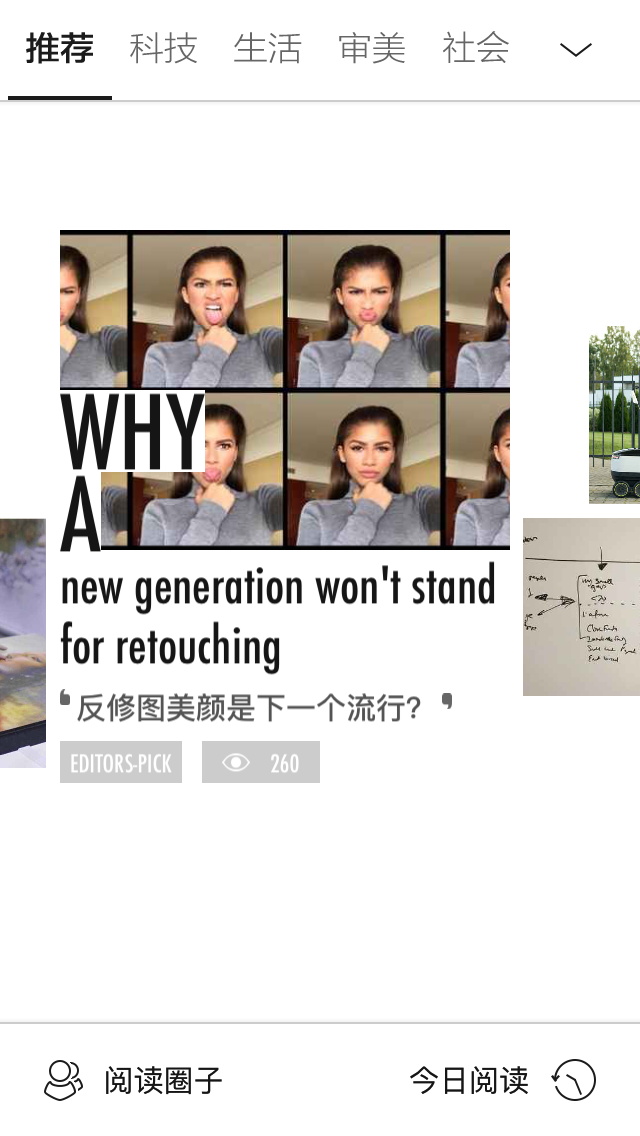 推荐 科技 生活 审美 社会
WHY
A
new generation won't stand
for retouching
‘反修图美颜是下一个流行？’
EDITORS-PICK 260
阅读圈子 今日阅读